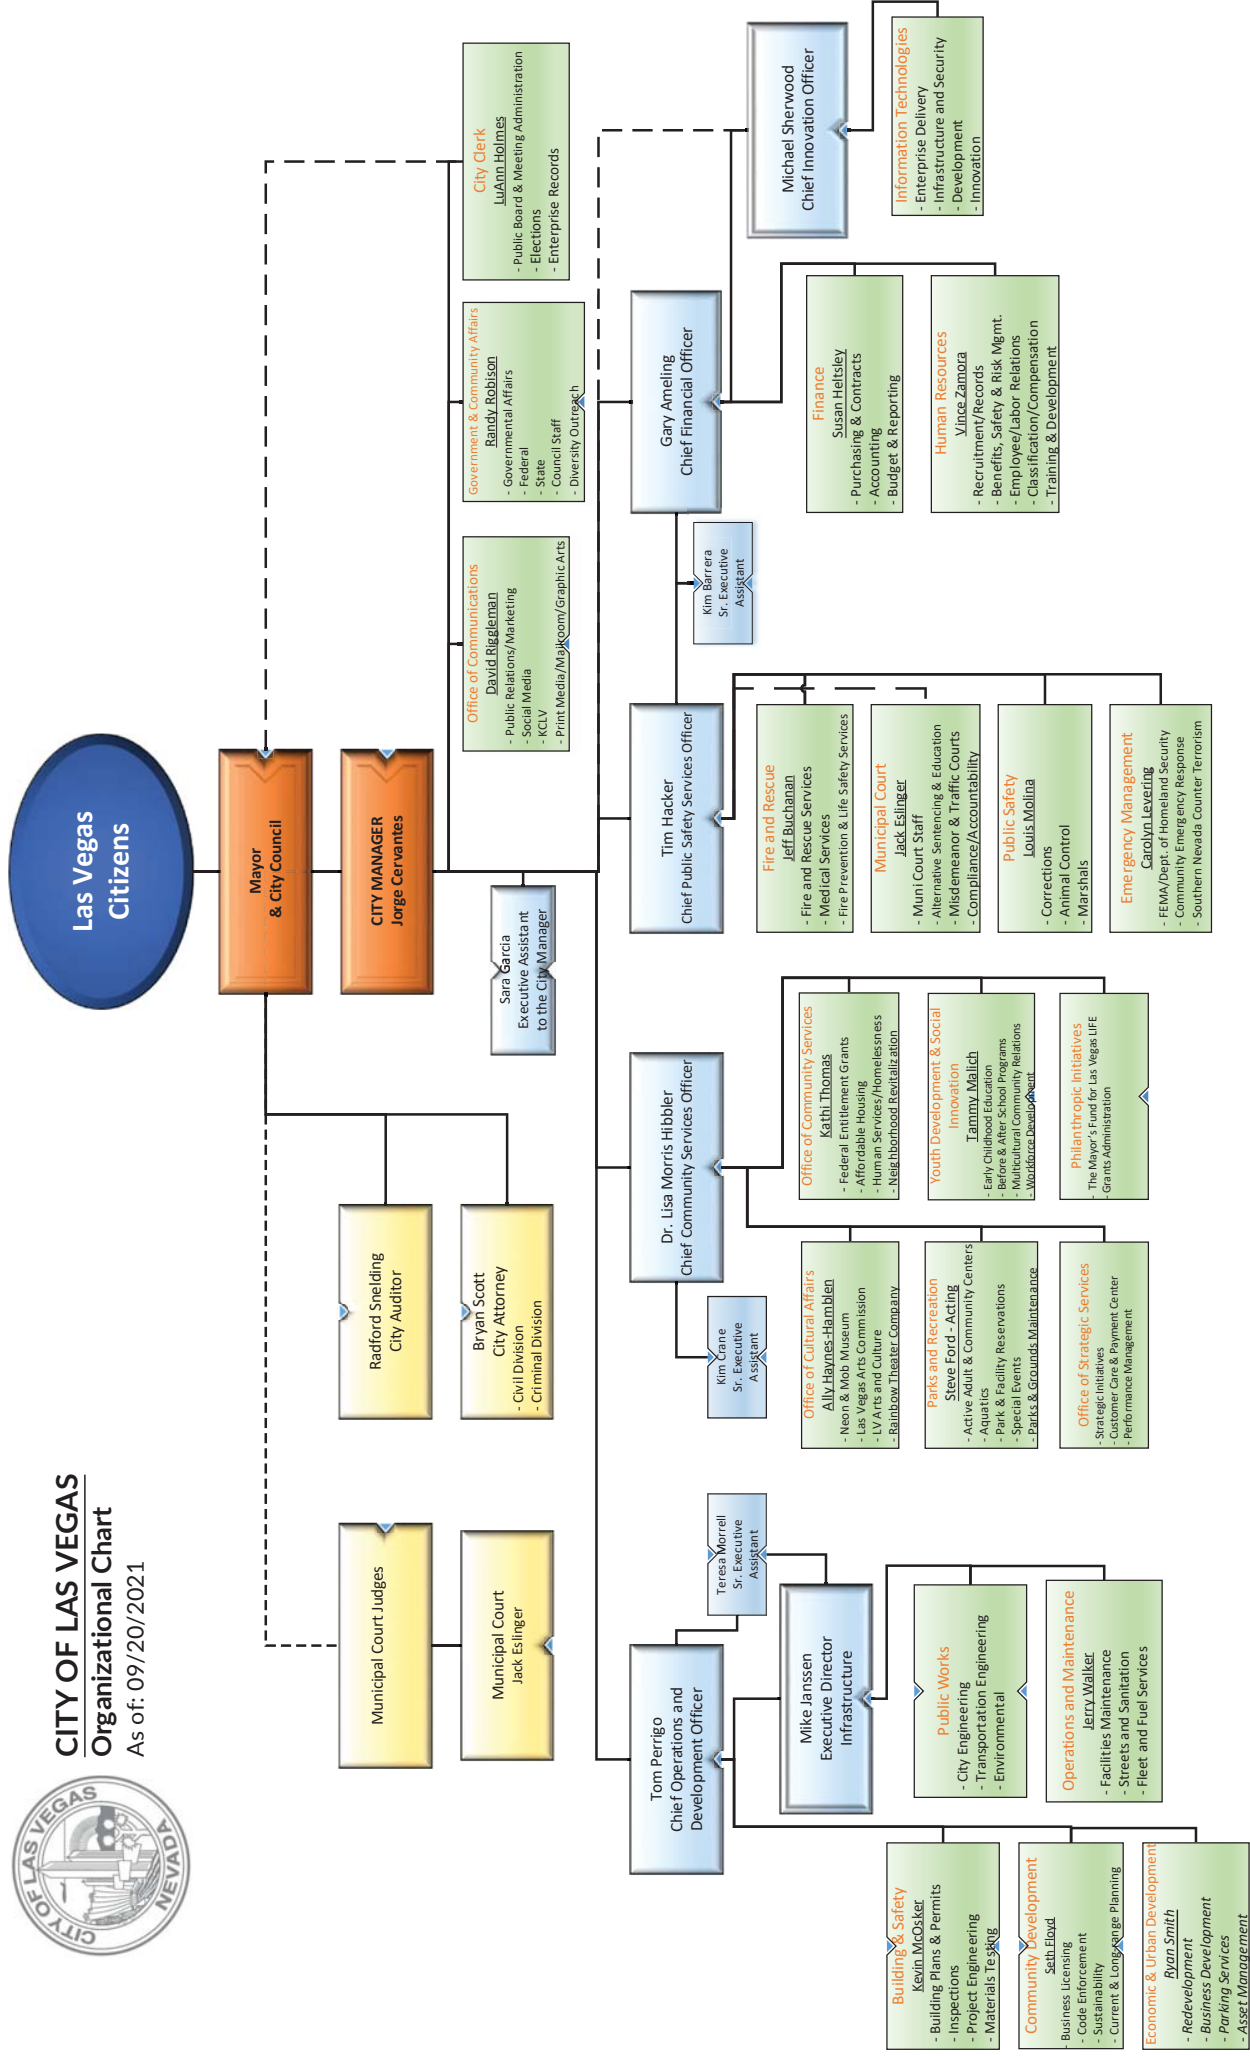 CITY OF LAS VEGAS
NEVADA
CITY OF LAS VEGAS
Organizational Chart
As of: 09/20/2021
Las Vegas
Citizens
Mayor
& City Council
CITY MANAGER
Jorge Cervantes
Sara Garcia
Executive Assistant
to the City Manager
Municipal Court Judges
Municipal Court
Jack Eslinger
Radford Snelding
City Auditor
Bryan Scott
City Attorney
- Civil Division
- Criminal Division
Office of Communications
David Riggleman
- Public Relations/Marketing
- Social Media
- KCLV
- Print Media/Mailroom/Graphic Arts
Government & Community Affairs
Randy Robison
- Governmental Affairs
- Federal
- State
- Council Staff
- Diversity Outreach
City Clerk
LuAnn Holmes
- Public Board & Meeting Administration
- Elections
- Enterprise Records
Tom Perrigo
Chief Operations and
Development Officer
Teresa Morrell
Sr. Executive
Assistant
Mike Janssen
Executive Director
Infrastructure
Public Works
- City Engineering
- Transportation Engineering
- Environmental
Operations and Maintenance
Jerry Walker
- Facilities Maintenance
- Streets and Sanitation
- Fleet and Fuel Services
Building & Safety
Kevin McOsker
- Building Plans & Permits
- Inspections
- Project Engineering
- Materials Testing
Community Development
Seth Floyd
- Business Licensing
- Code Enforcement
- Sustainability
- Current & Long-range Planning
Economic & Urban Development
Ryan Smith
- Redevelopment
- Business Development
- Parking Services
- Asset Management
Dr. Lisa Morris Hibbler
Chief Community Services Officer
Kim Crane
Sr. Executive
Assistant
Office of Cultural Affairs
Ally Haynes-Hamblen
- Neon & Mob Museum
- Las Vegas Arts Commission
- LV Arts and Culture
- Rainbow Theater Company
Parks and Recreation
Steve Ford - Acting
- Active Adult & Community Centers
- Aquatics
- Park & Facility Reservations
- Special Events
- Parks & Grounds Maintenance
Office of Strategic Services
- Strategic Initiatives
- Customer Care & Payment Center
- Performance Management
Office of Community Services
Kathi Thomas
- Federal Entitlement Grants
- Affordable Housing
- Human Services/Homelessness
- Neighborhood Revitalization
Youth Development & Social
Innovation
Tammy Malich
- Early Childhood Education
- Before & After School Programs
- Multicultural Community Relations
- Workforce Development
Philanthropic Initiatives
- The Mayor's Fund for Las Vegas LIFE
- Grants Administration
Tim Hacker
Chief Public Safety Services Officer
Fire and Rescue
Jeff Buchanan
- Fire and Rescue Services
- Medical Services
- Fire Prevention & Life Safety Services
Municipal Court
Jack Eslinger
- Muni Court Staff
- Alternative Sentencing & Education
- Misdemeanor & Traffic Courts
- Compliance/Accountability
Public Safety
Louis Molina
- Corrections
- Animal Control
- Marshals
Emergency Management
Carolyn Levering
- FEMA/Dept. of Homeland Security
- Community Emergency Response
- Southern Nevada Counter Terrorism
Kim Barrera
Sr. Executive
Assistant
Gary Ameling
Chief Financial Officer
Finance
Susan Heltsley
- Purchasing & Contracts
- Accounting
- Budget & Reporting
Human Resources
Vince Zamora
- Recruitment/Records
- Benefits, Safety & Risk Mgmt.
- Employee/Labor Relations
- Classification/Compensation
- Training & Development
Michael Sherwood
Chief Innovation Officer
Information Technologies
- Enterprise Delivery
- Infrastructure and Security
- Development
- Innovation